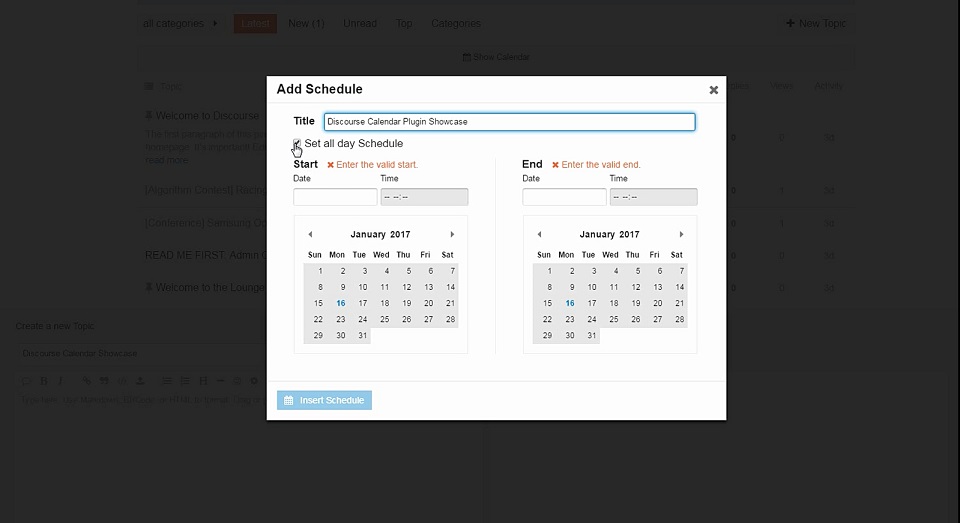 all categories Latest New (1) Unread Top Categories + New Topic
Show Calendar
Topic Views Activity
Welcome to Discourse
The first paragraph of this
homepage. It's important!
read more
[Algorithm Contest] Racing
[Conference] Samsung
READ ME FIRST: Admin
Welcome to the Lounge
Add Schedule
Title Discourse Calendar Plugin Showcase
Set all day Schedule
Start Enter the valid start. End Enter the valid end.
Date Time Date Time
-- --:-- -- --:--
January 2017 January 2017
Sun Mon Tue Wed Thu Fri Sat Sun Mon Tue Wed Thu Fri Sat
1 2 3 4 5 6 7 1 2 3 4 5 6 7
8 9 10 11 12 13 14 8 9 10 11 12 13 14
15 16 17 18 19 20 21 15 16 17 18 19 20 21
22 23 24 25 26 27 28 22 23 24 25 26 27 28
29 30 31 29 30 31
Insert Schedule
Create a new Topic
Discourse Calendar Showcase